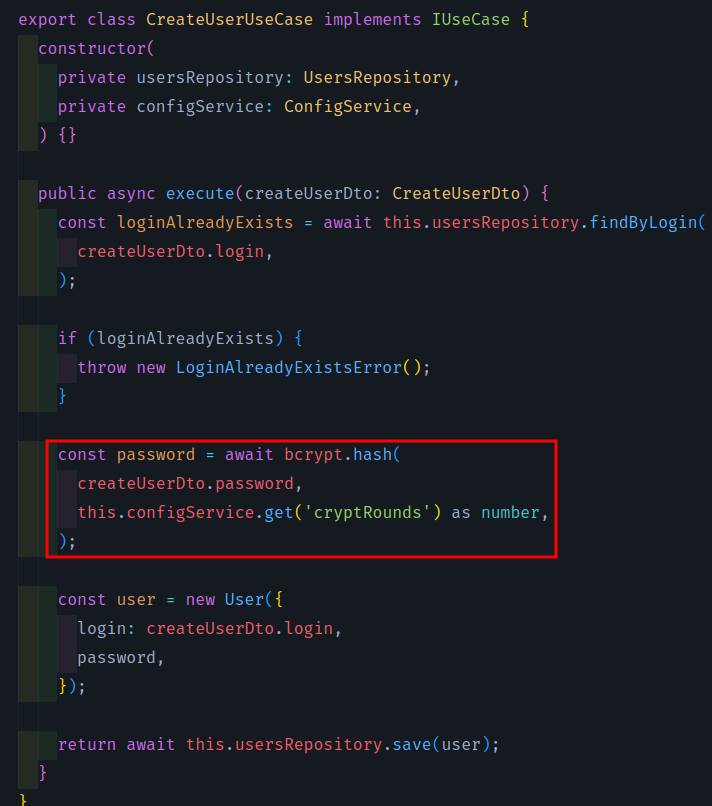 export class CreateUserUseCase implements IUseCase {
  constructor(
    private usersRepository: UsersRepository,
    private configService: ConfigService,
  ) {}

  public async execute(createUserDto: CreateUserDto) {
    const loginAlreadyExists = await this.usersRepository.findByLogin(
      createUserDto.login,
    );

    if (loginAlreadyExists) {
      throw new LoginAlreadyExistsError();
    }

    const password = await bcrypt.hash(
      createUserDto.password,
      this.configService.get('cryptRounds') as number,
    );

    const user = new User({
      login: createUserDto.login,
      password,
    });

    return await this.usersRepository.save(user);
  }
}